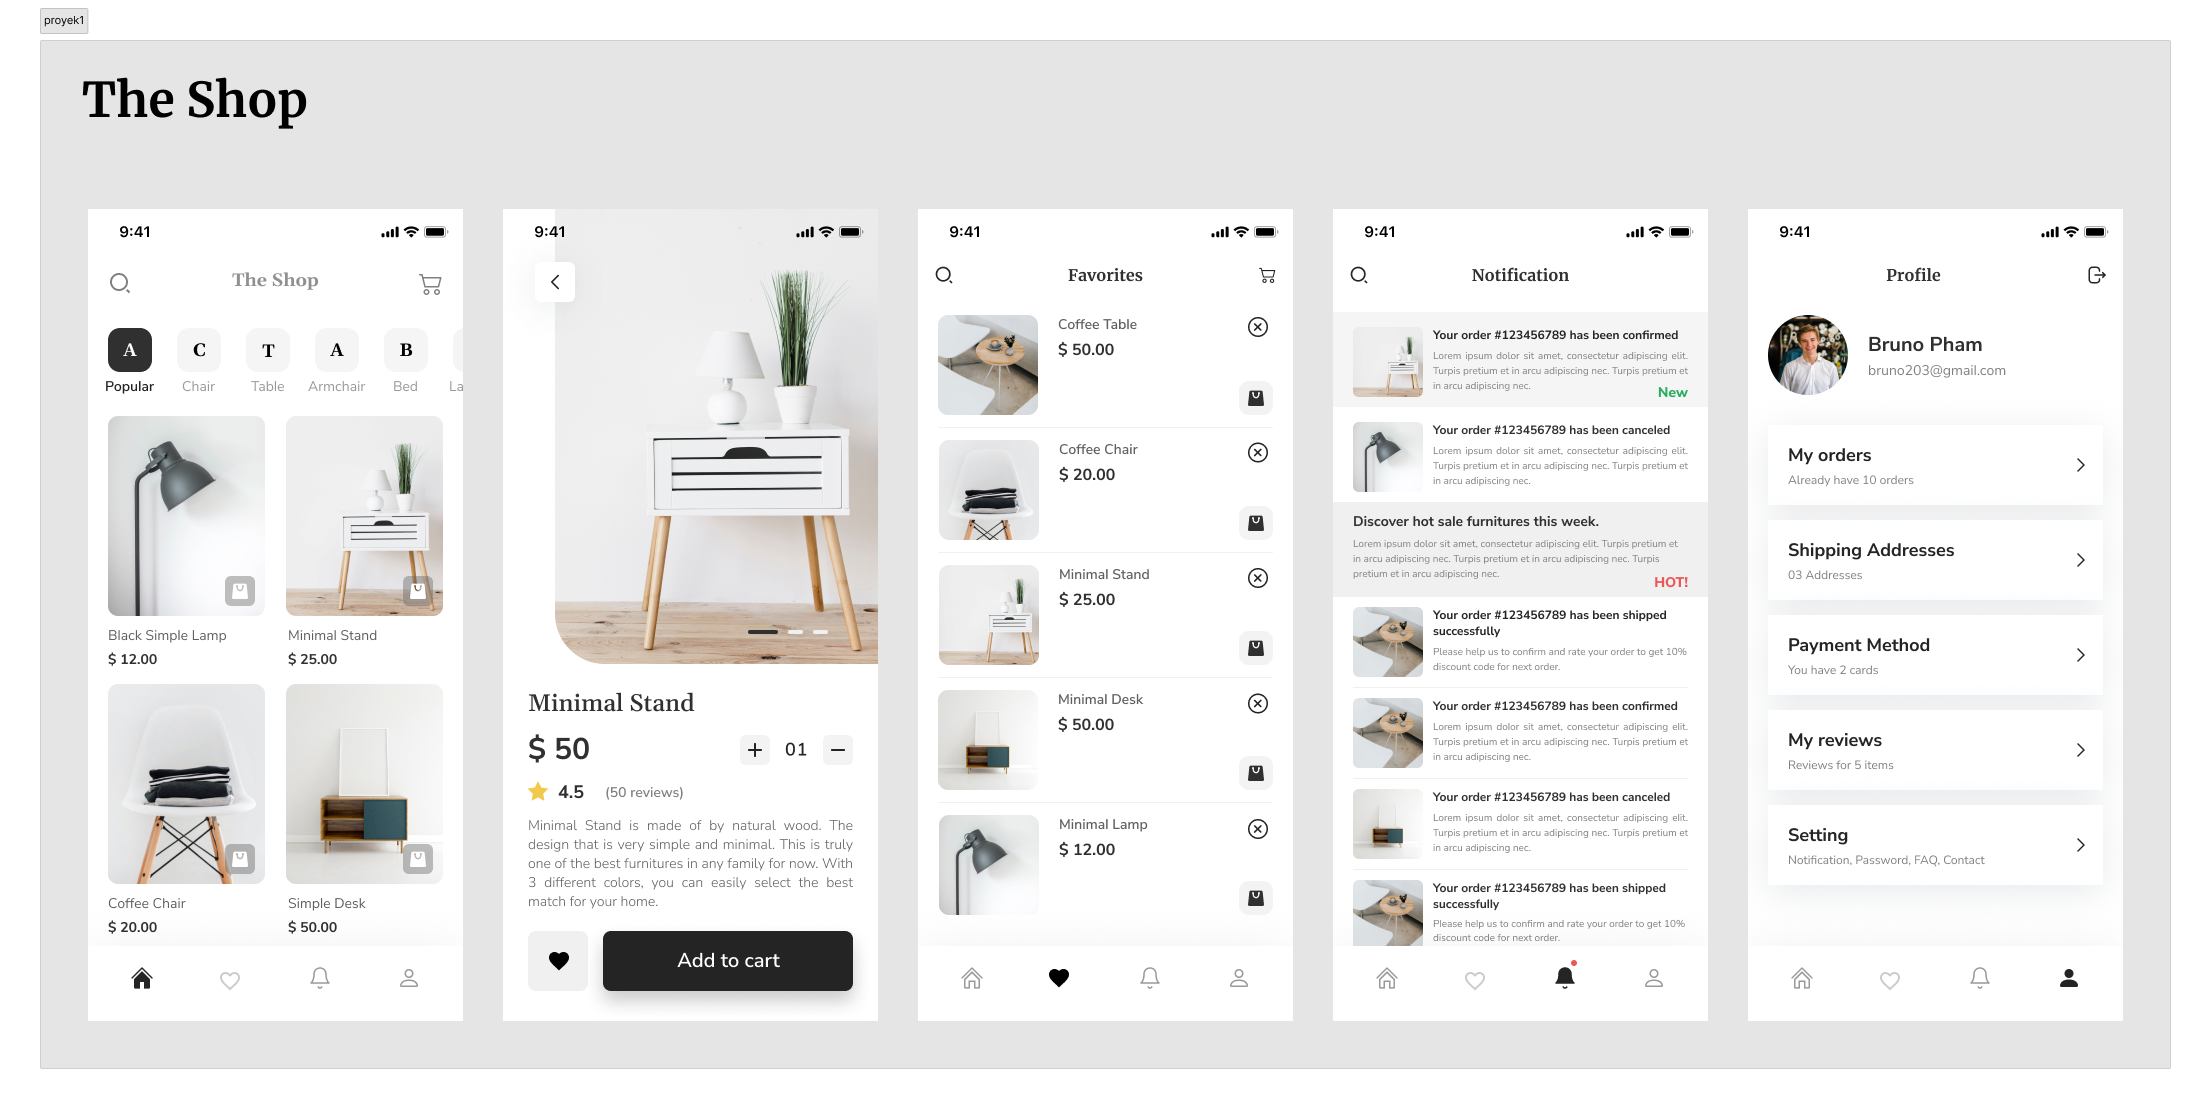 proyek1
The Shop
9:41
The Shop
A
C
T
A
B
Popular
Chair
Table
Armchair
Bed
La
Black Simple Lamp
$ 12.00
Minimal Stand
$ 25.00
Coffee Chair
$ 20.00
Simple Desk
$ 50.00
9:41
Minimal Stand
$ 50
01
4.5
(50 reviews)
Minimal Stand is made of by natural wood. The
design that is very simple and minimal. This is truly
one of the best furnitures in any family for now. With
3 different colors, you can easily select the best
match for your home.
Add to cart
9:41
Favorites
Coffee Table
$ 50.00
Coffee Chair
$ 20.00
Minimal Stand
$ 25.00
Minimal Desk
$ 50.00
Minimal Lamp
$ 12.00
9:41
Notification
Your order #123456789 has been confirmed
Lorem ipsum dolor sit amet, consectetur adipiscing elit.
Turpis pretium et in arcu adipiscing nec. Turpis pretium et
in arcu adipiscing nec.
New
Your order #123456789 has been canceled
Lorem ipsum dolor sit amet, consectetur adipiscing elit.
Turpis pretium et in arcu adipiscing nec. Turpis pretium et
in arcu adipiscing nec.
Discover hot sale furnitures this week.
Lorem ipsum dolor sit amet, consectetur adipiscing elit. Turpis pretium et
in arcu adipiscing nec. Turpis pretium et in arcu adipiscing nec. Turpis
pretium et in arcu adipiscing nec.
HOT!
Your order #123456789 has been shipped
successfully
Please help us to confirm and rate your order to get 10%
discount code for next order.
Your order #123456789 has been confirmed
Lorem ipsum dolor sit amet, consectetur adipiscing elit.
Turpis pretium et in arcu adipiscing nec. Turpis pretium et
in arcu adipiscing nec.
Your order #123456789 has been canceled
Lorem ipsum dolor sit amet, consectetur adipiscing elit.
Turpis pretium et in arcu adipiscing nec. Turpis pretium et
in arcu adipiscing nec.
Your order #123456789 has been shipped
successfully
Please help us to confirm and rate your order to get 10%
discount code for next order.
9:41
Profile
Bruno Pham
bruno203@gmail.com
My orders
Already have 10 orders
Shipping Addresses
03 Addresses
Payment Method
You have 2 cards
My reviews
Reviews for 5 items
Setting
Notification, Password, FAQ, Contact